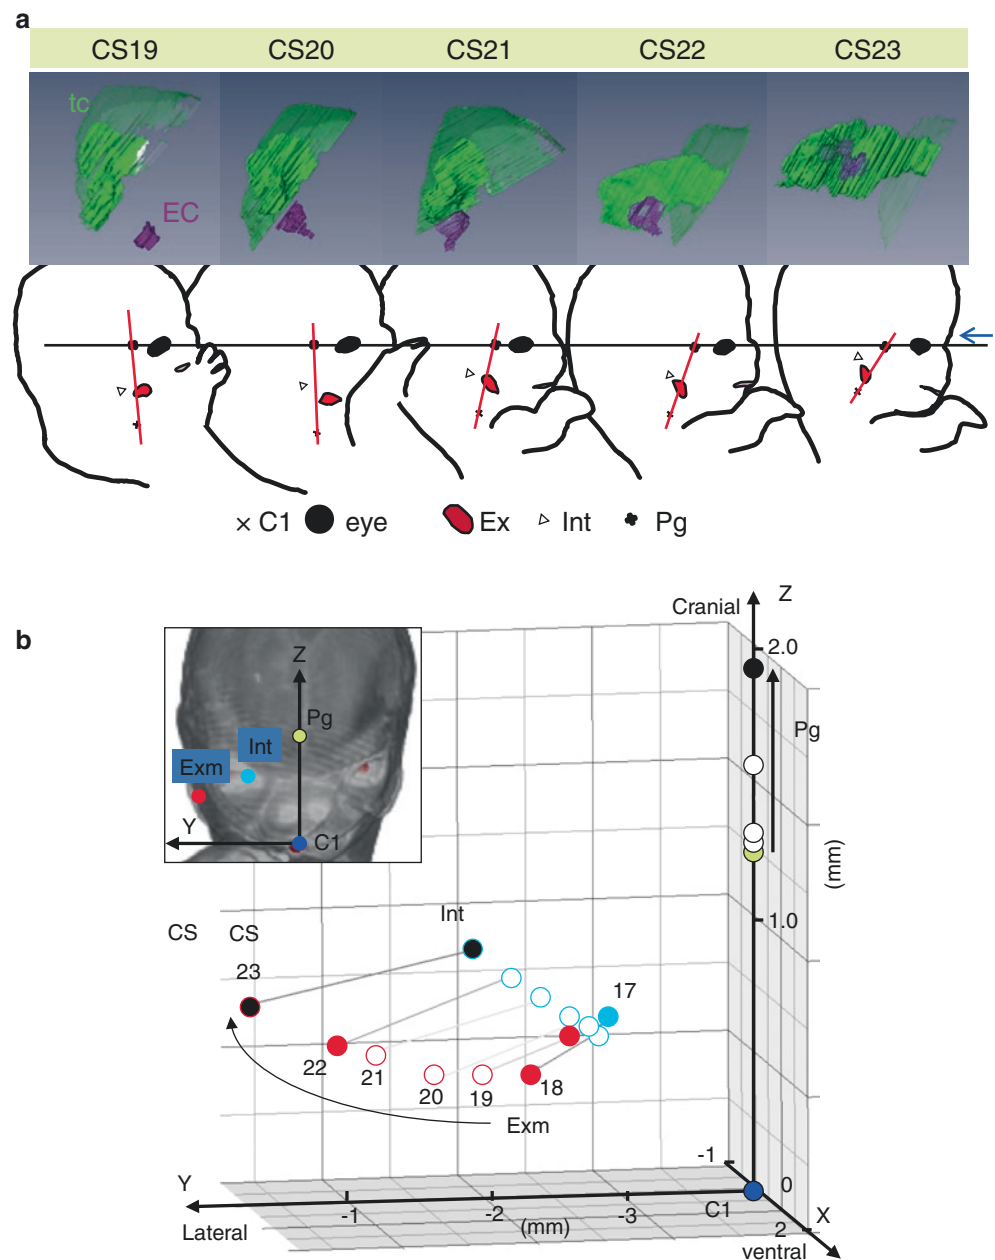 a
CS19 CS20 CS21 CS22 CS23
tc
EC
× C1 eye Ex Int Pg
b
Z
Cranial
2.0
Pg
(mm)
1.0
Z
Pg
Int
Exm
Y
C1
Int
CS CS
23
17
22
21
20
19
18
Exm
-1
0
Y
C1
X
-1
-2
(mm)
-3
2
Lateral
ventral